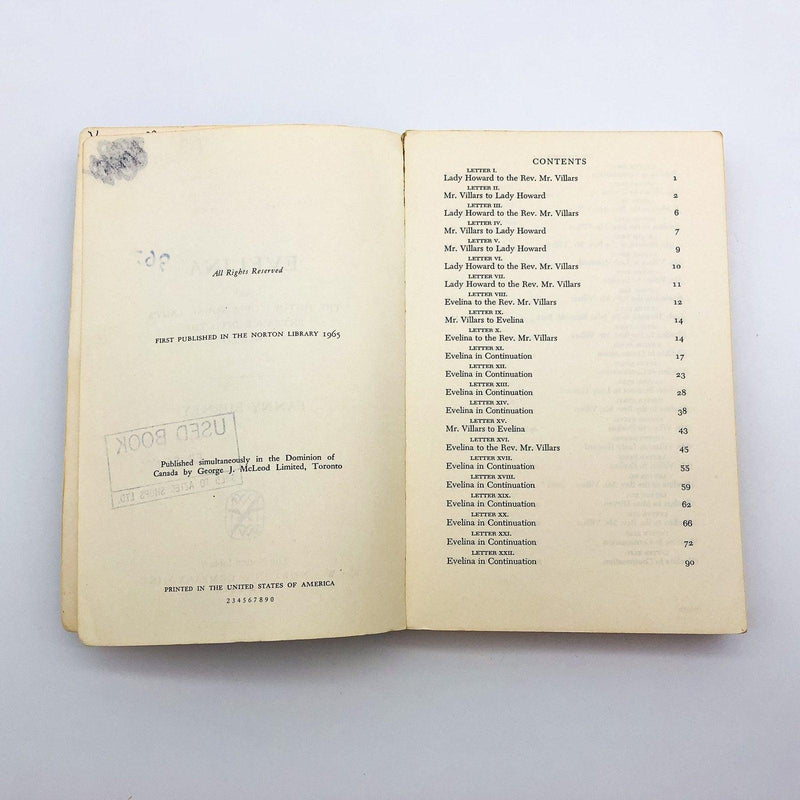 All Rights Reserved
FIRST PUBLISHED IN THE NORTON LIBRARY 1965
USED BOOK
Published simultaneously in the Dominion of
Canada by George J. McLeod Limited, Toronto
PRINTED IN THE UNITED STATES OF AMERICA
2 3 4 5 6 7 8 9 0
CONTENTS
LETTER I.
Lady Howard to the Rev. Mr. Villars 1
LETTER II.
Mr. Villars to Lady Howard 2
LETTER III.
Lady Howard to the Rev. Mr. Villars 6
LETTER IV.
Mr. Villars to Lady Howard 7
LETTER V.
Mr. Villars to Lady Howard 9
LETTER VI.
Lady Howard to the Rev. Mr. Villars 10
LETTER VII.
Lady Howard to the Rev. Mr. Villars 11
LETTER VIII.
Evelina to the Rev. Mr. Villars 12
LETTER IX.
Mr. Villars to Evelina 14
LETTER X.
Evelina to the Rev. Mr. Villars 14
LETTER XI.
Evelina in Continuation 17
LETTER XII.
Evelina in Continuation 23
LETTER XIII.
Evelina in Continuation 28
LETTER XIV.
Evelina in Continuation 38
LETTER XV.
Mr. Villars to Evelina 43
LETTER XVI.
Evelina to the Rev. Mr. Villars 45
LETTER XVII.
Evelina in Continuation 55
LETTER XVIII.
Evelina in Continuation 59
LETTER XIX.
Evelina in Continuation 62
LETTER XX.
Evelina in Continuation 66
LETTER XXI.
Evelina in Continuation 72
LETTER XXII.
Evelina in Continuation 90